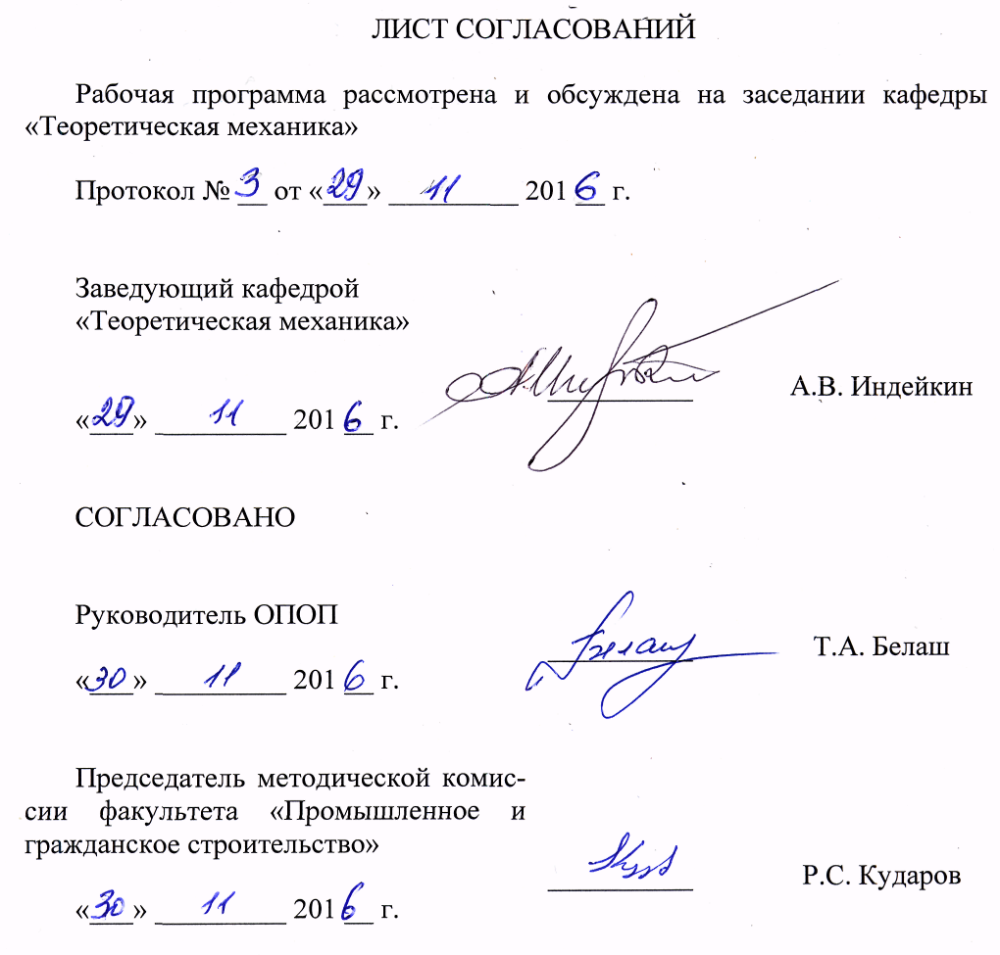 ЛИСТ СОГЛАСОВАНИЙ
Рабочая программа рассмотрена и обсуждена на заседании кафедры
«Теоретическая механика»
Протокол № 3 от «29» 11 2016 г.
Заведующий кафедрой
«Теоретическая механика»
А.В. Индейкин
«29» 11 2016 г.
СОГЛАСОВАНО
Руководитель ОПОП
Т.А. Белаш
«30» 11 2016 г.
Председатель методической комис-
сии факультета «Промышленное и
гражданское строительство»
Р.С. Кударов
«30» 11 2016 г.